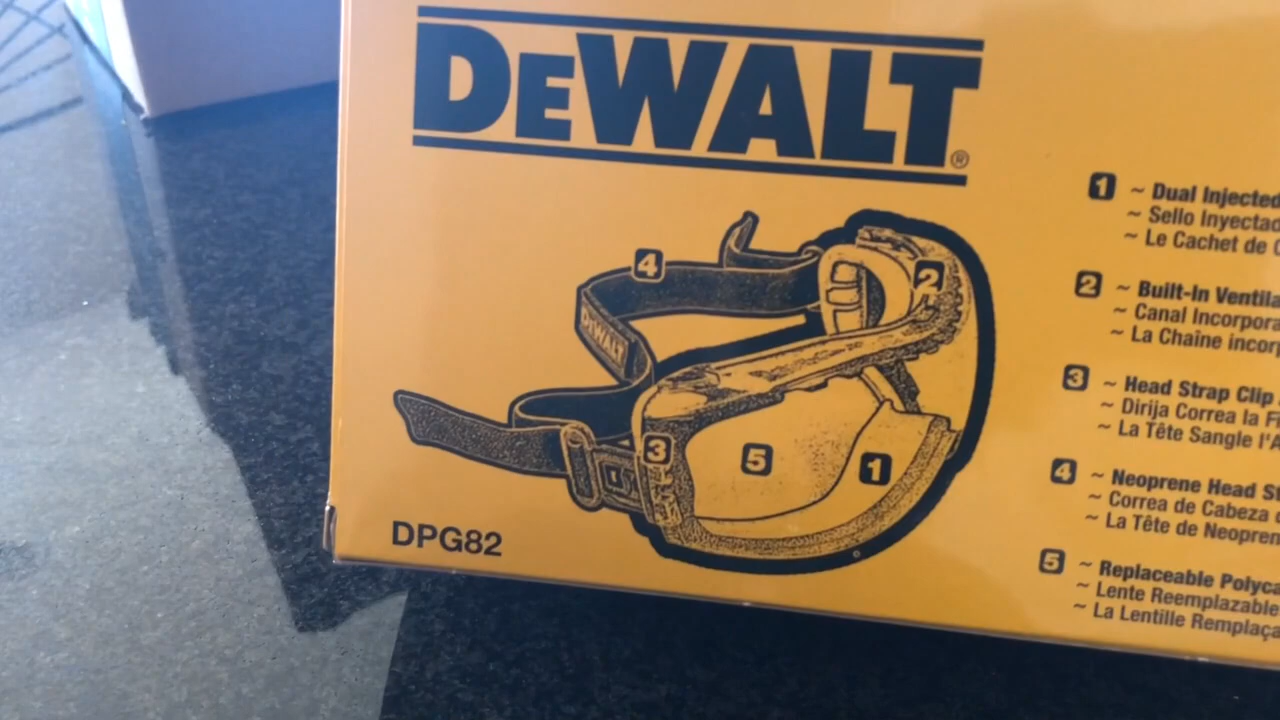 DEWALT®
1 ~ Dual Injected
~ Sello Inyectad
~ Le Cachet de
2 ~ Built-In Ventila
~ Canal Incorpora
~ La Chaîne incorp
3 ~ Head Strap Clip
~ Dirija Correa la F
~ La Tête Sangle l'A
4 ~ Neoprene Head S
~ Correa de Cabeza
~ La Tête de Neopren
5 ~ Replaceable Polyca
~ Lente Reemplazable
~ La Lentille Remplaça
4
2
DEWALT
3
5
1
DPG82